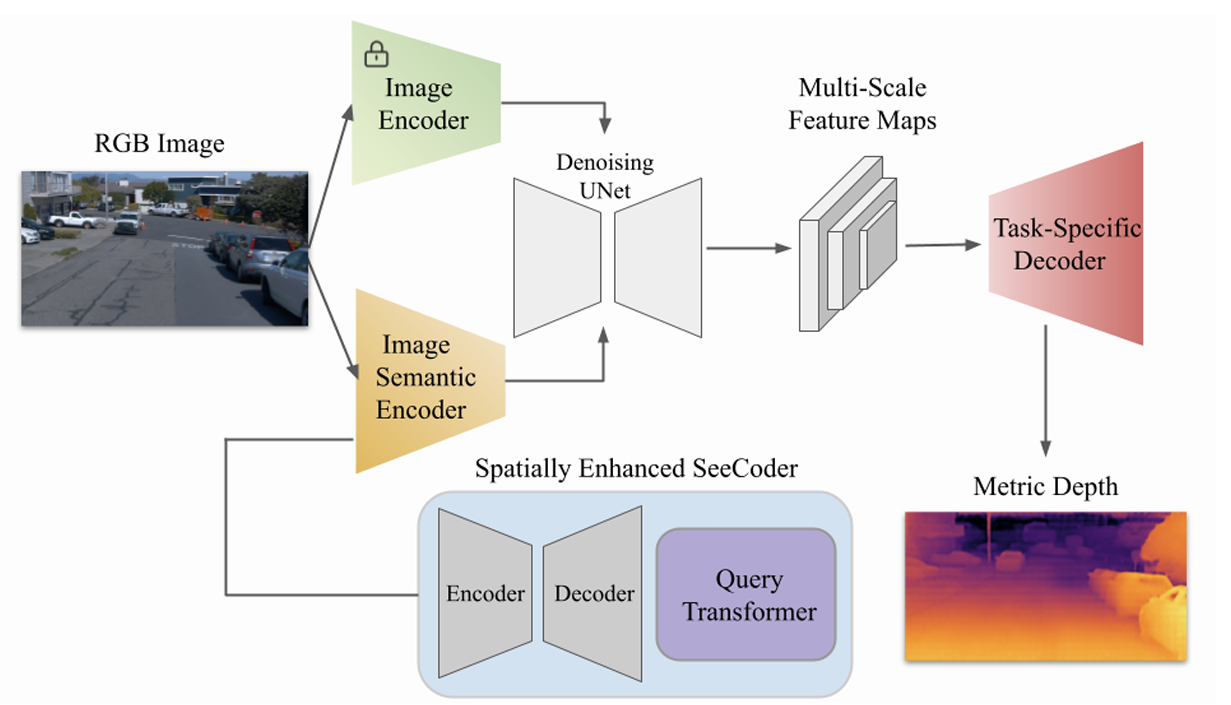 RGB Image
STOP
Image
Encoder
Denoising
UNet
Multi-Scale
Feature Maps
Task-Specific
Decoder
Image
Semantic
Encoder
Spatially Enhanced SeeCoder
Encoder
Decoder
Query
Transformer
Metric Depth